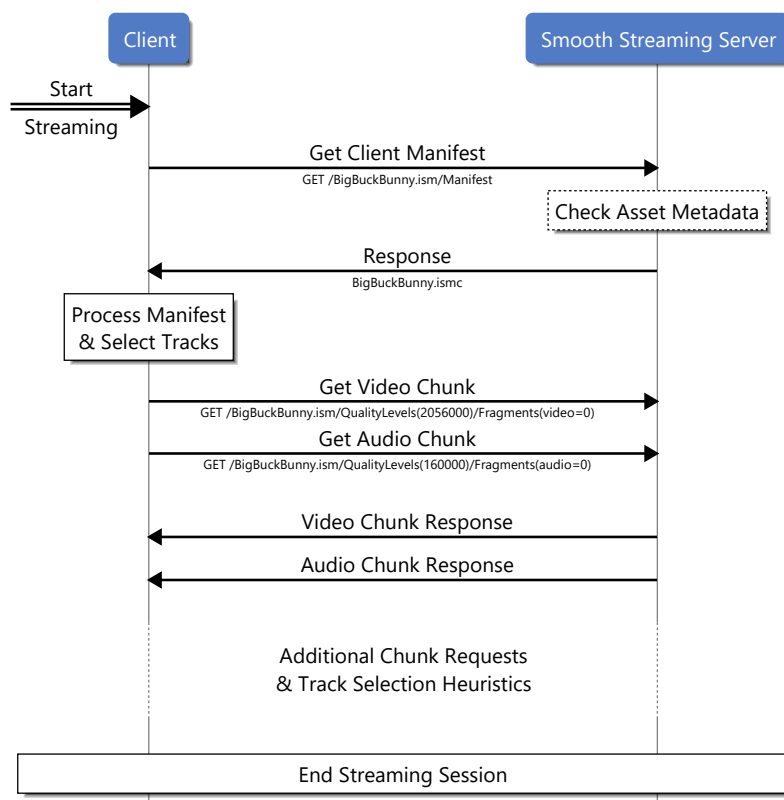 Client
Smooth Streaming Server
Start
Streaming
Get Client Manifest
GET /BigBuckBunny.ism/Manifest
Check Asset Metadata
Response
BigBuckBunny.ismc
Process Manifest
& Select Tracks
Get Video Chunk
GET /BigBuckBunny.ism/QualityLevels(2056000)/Fragments(video=0)
Get Audio Chunk
GET /BigBuckBunny.ism/QualityLevels(160000)/Fragments(audio=0)
Video Chunk Response
Audio Chunk Response
Additional Chunk Requests
& Track Selection Heuristics
End Streaming Session